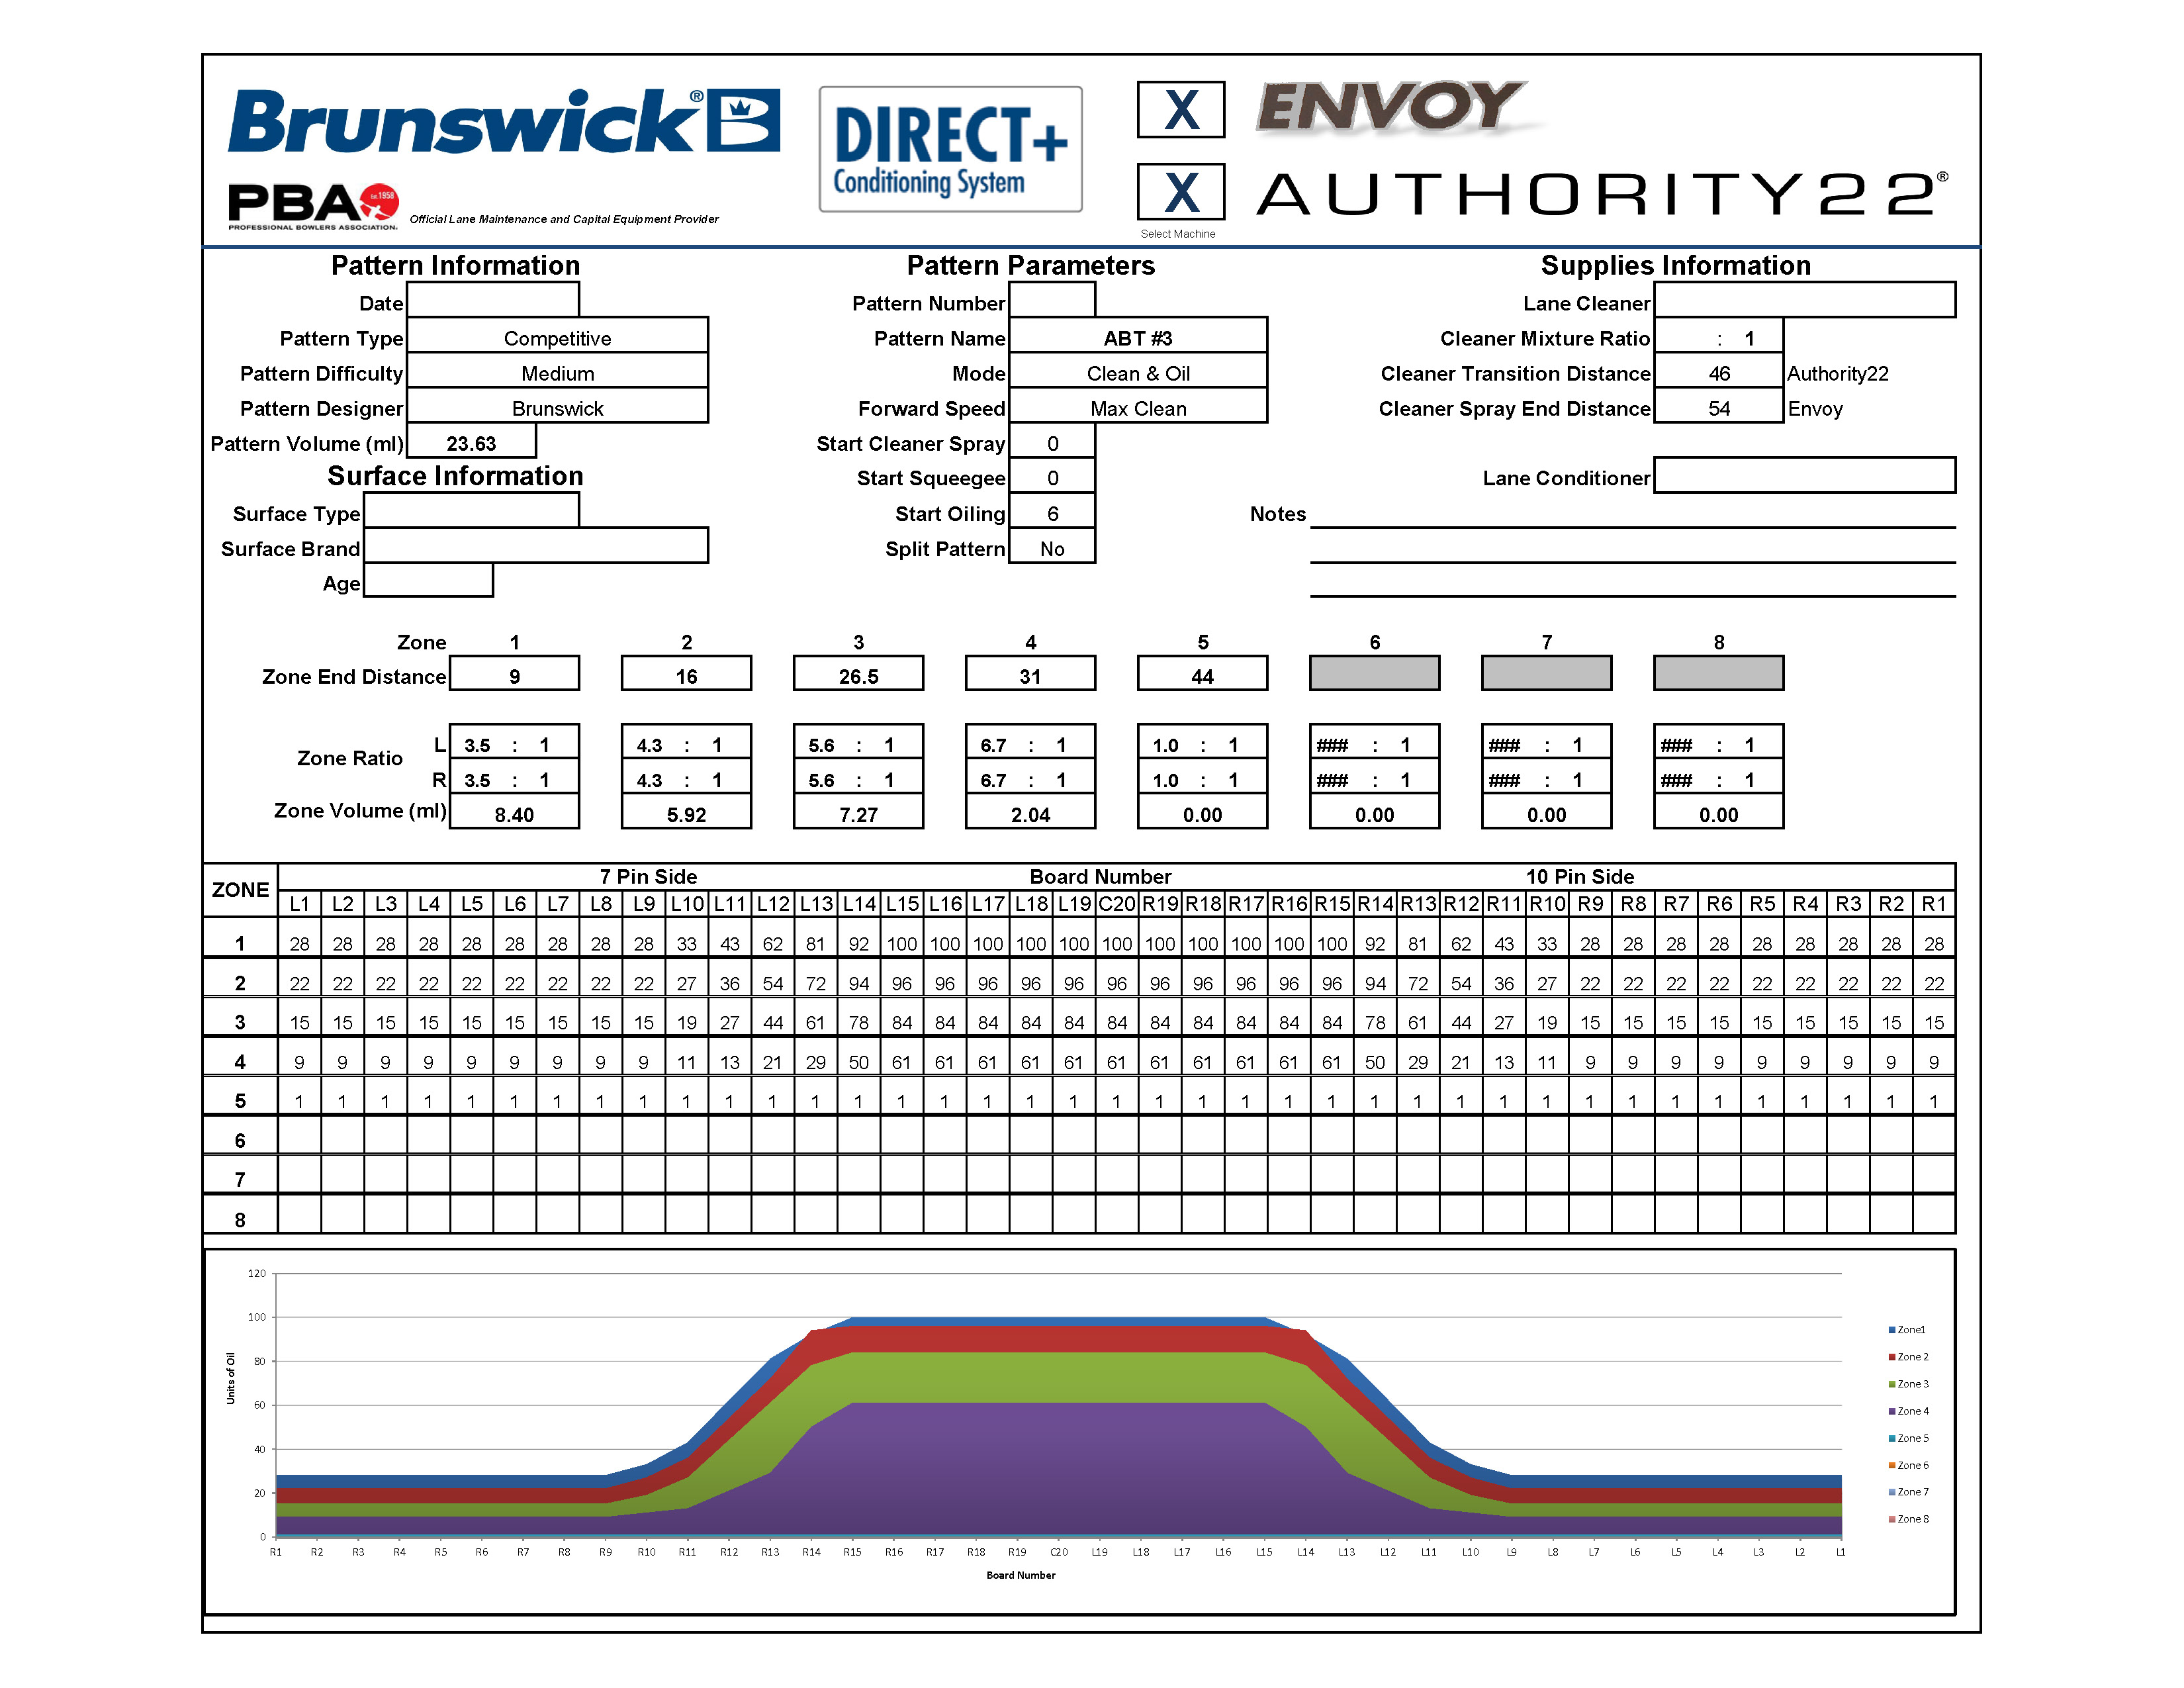 Brunswick® B
DIRECT+
Conditioning System
X ENVOY
X AUTHORITY22®
Select Machine
PBA est.1958
PROFESSIONAL BOWLERS ASSOCIATION.
Official Lane Maintenance and Capital Equipment Provider
Pattern Information
Date
Pattern Type Competitive
Pattern Difficulty Medium
Pattern Designer Brunswick
Pattern Volume (ml) 23.63
Surface Information
Surface Type
Surface Brand
Age
Pattern Parameters
Pattern Number
Pattern Name ABT #3
Mode Clean & Oil
Forward Speed Max Clean
Start Cleaner Spray 0
Start Squeegee 0
Start Oiling 6
Split Pattern No
Supplies Information
Lane Cleaner
Cleaner Mixture Ratio : 1
Cleaner Transition Distance 46 Authority22
Cleaner Spray End Distance 54 Envoy
Lane Conditioner
Notes
Zone 1 2 3 4 5 6 7 8
Zone End Distance 9 16 26.5 31 44
Zone Ratio
L 3.5 : 1 4.3 : 1 5.6 : 1 6.7 : 1 1.0 : 1 ### : 1 ### : 1 ### : 1
R 3.5 : 1 4.3 : 1 5.6 : 1 6.7 : 1 1.0 : 1 ### : 1 ### : 1 ### : 1
Zone Volume (ml) 8.40 5.92 7.27 2.04 0.00 0.00 0.00 0.00
ZONE 7 Pin Side Board Number 10 Pin Side
L1 L2 L3 L4 L5 L6 L7 L8 L9 L10 L11 L12 L13 L14 L15 L16 L17 L18 L19 C20 R19 R18 R17 R16 R15 R14 R13 R12 R11 R10 R9 R8 R7 R6 R5 R4 R3 R2 R1
1 28 28 28 28 28 28 28 28 28 33 43 62 81 92 100 100 100 100 100 100 100 100 100 100 100 92 81 62 43 33 28 28 28 28 28 28 28 28 28
2 22 22 22 22 22 22 22 22 22 27 36 54 72 94 96 96 96 96 96 96 96 96 96 96 96 94 72 54 36 27 22 22 22 22 22 22 22 22 22
3 15 15 15 15 15 15 15 15 15 19 27 44 61 78 84 84 84 84 84 84 84 84 84 84 84 78 61 44 27 19 15 15 15 15 15 15 15 15 15
4 9 9 9 9 9 9 9 9 9 11 13 21 29 50 61 61 61 61 61 61 61 61 61 61 61 50 29 21 13 11 9 9 9 9 9 9 9 9 9
5 1 1 1 1 1 1 1 1 1 1 1 1 1 1 1 1 1 1 1 1 1 1 1 1 1 1 1 1 1 1 1 1 1 1 1 1 1 1 1
6
7
8
120
100
80
60
40
20
0
Units of Oil
R1 R2 R3 R4 R5 R6 R7 R8 R9 R10 R11 R12 R13 R14 R15 R16 R17 R18 R19 C20 L19 L18 L17 L16 L15 L14 L13 L12 L11 L10 L9 L8 L7 L6 L5 L4 L3 L2 L1
Board Number
Zone1
Zone 2
Zone 3
Zone 4
Zone 5
Zone 6
Zone 7
Zone 8